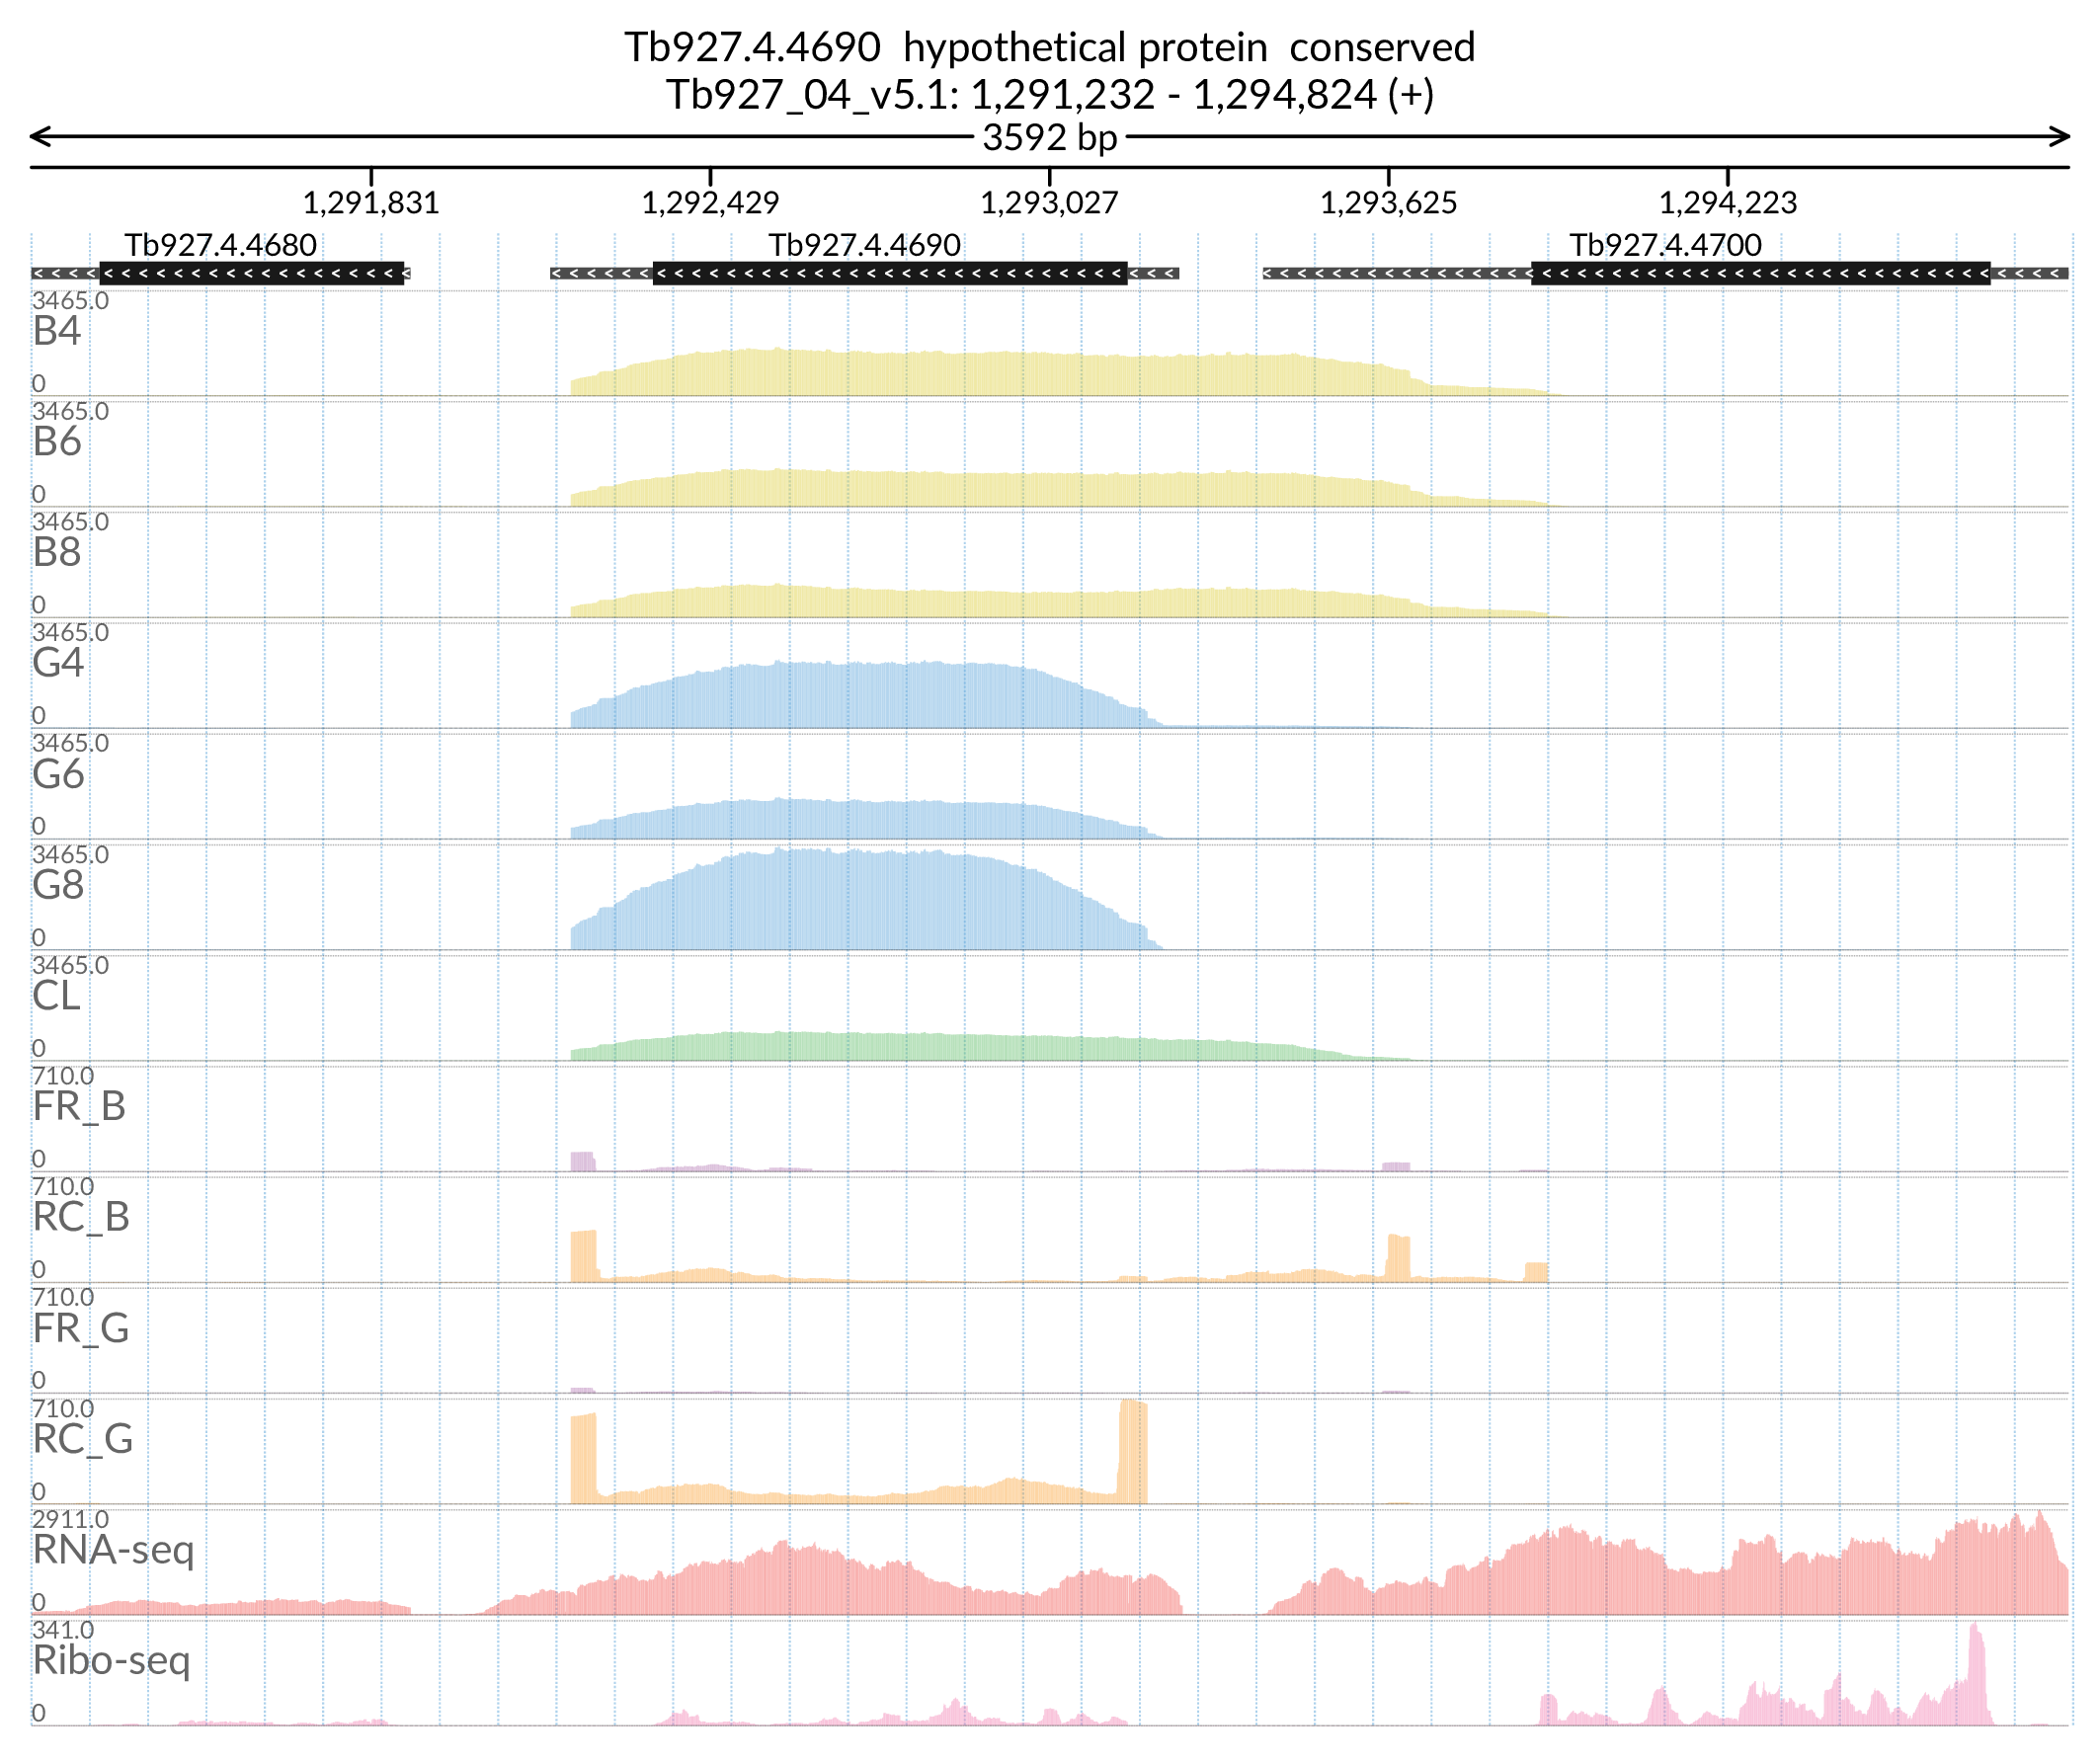 Tb927.4.4690  hypothetical protein  conserved
Tb927_04_v5.1: 1,291,232 - 1,294,824 (+)
3592 bp
1,291,831 1,292,429 1,293,027 1,293,625 1,294,223
Tb927.4.4680 Tb927.4.4690 Tb927.4.4700
3465.0
B4
0
3465.0
B6
0
3465.0
B8
0
3465.0
G4
0
3465.0
G6
0
3465.0
G8
0
3465.0
CL
0
710.0
FR_B
0
710.0
RC_B
0
710.0
FR_G
0
710.0
RC_G
0
2911.0
RNA-seq
0
341.0
Ribo-seq
0